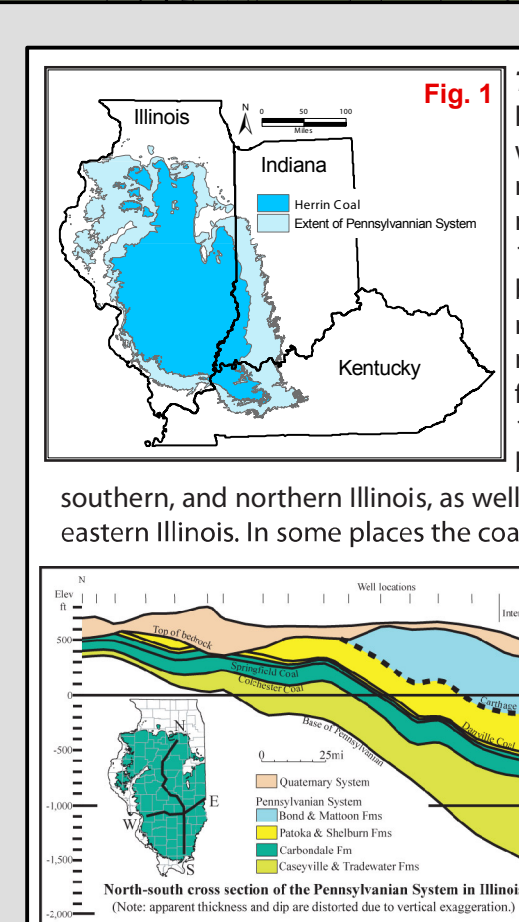 Fig. 1
Illinois
N
0 50 100
Miles
Indiana
Herrin Coal
Extent of Pennsylvannian System
Kentucky
southern, and northern Illinois, as well
eastern Illinois. In some places the coa
N
Elev
ft
Well locations
Inter
500
Top of bedrock
Springfield Coal
Colchester Coal
0
Carthage
Danville Coal
Base of Pennsylvanian
-500
N
0 25mi
Quaternary System
Pennsylvanian System
-1,000
E
W
Bond & Mattoon Fms
Patoka & Shelburn Fms
Carbondale Fm
-1,500
S
Caseyville & Tradewater Fms
North-south cross section of the Pennsylvanian System in Illinois
-2,000
(Note: apparent thickness and dip are distorted due to vertical exaggeration.)